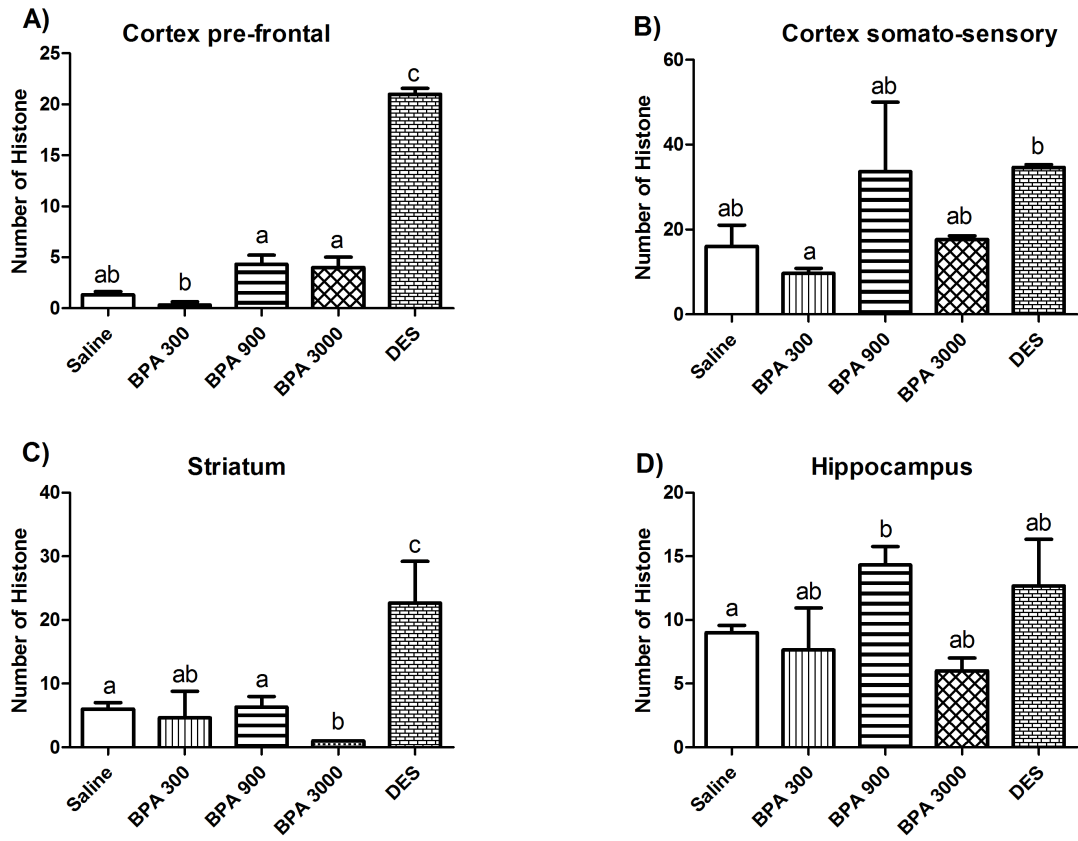 A)
Cortex pre-frontal
Number of Histone
25
20
15
10
5
0
ab
b
a
a
c
Saline
BPA 300
BPA 900
BPA 3000
DES
B)
Cortex somato-sensory
Number of Histone
60
40
20
0
ab
a
ab
ab
b
Saline
BPA 300
BPA 900
BPA 3000
DES
C)
Striatum
Number of Histone
40
30
20
10
0
a
ab
a
b
c
Saline
BPA 300
BPA 900
BPA 3000
DES
D)
Hippocampus
Number of Histone
20
15
10
5
0
a
ab
b
ab
ab
Saline
BPA 300
BPA 900
BPA 3000
DES